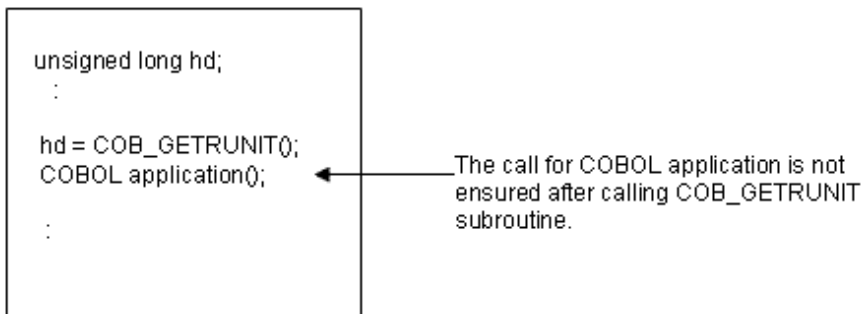 unsigned long hd;
:
hd = COB_GETRUNIT();
COBOL application();
:
The call for COBOL application is not
ensured after calling COB_GETRUNIT
subroutine.